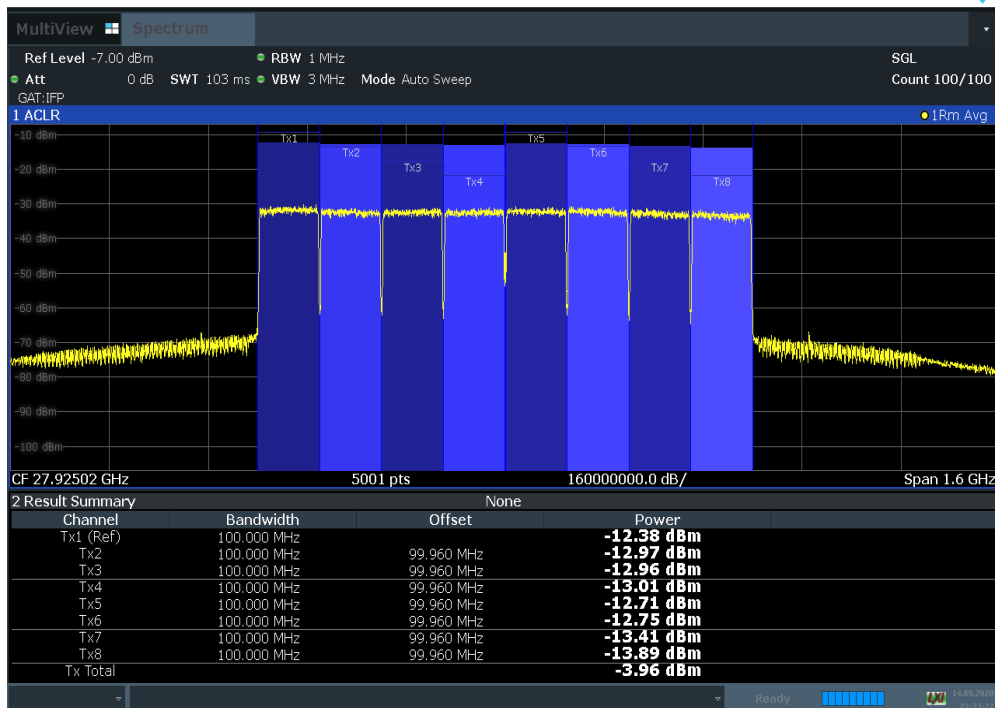 MultiView Spectrum
Ref Level -7.00 dBm RBW 1 MHz SGL
Att 0 dB SWT 103 ms VBW 3 MHz Mode Auto Sweep Count 100/100
GAT:IFP
1 ACLR 1Rm Avg
-10 dBm
Tx1 Tx5
Tx2 Tx6
-20 dBm Tx3 Tx7
Tx4 Tx8
-30 dBm
-40 dBm
-50 dBm
-60 dBm
-70 dBm
-80 dBm
-90 dBm
-100 dBm
CF 27.92502 GHz 5001 pts 160000000.0 dB/ Span 1.6 GHz
2 Result Summary None
Channel Bandwidth Offset Power
Tx1 (Ref) 100.000 MHz -12.38 dBm
Tx2 100.000 MHz 99.960 MHz -12.97 dBm
Tx3 100.000 MHz 99.960 MHz -12.96 dBm
Tx4 100.000 MHz 99.960 MHz -13.01 dBm
Tx5 100.000 MHz 99.960 MHz -12.71 dBm
Tx6 100.000 MHz 99.960 MHz -12.75 dBm
Tx7 100.000 MHz 99.960 MHz -13.41 dBm
Tx8 100.000 MHz 99.960 MHz -13.89 dBm
Tx Total -3.96 dBm
Ready LXI 14.09.2020